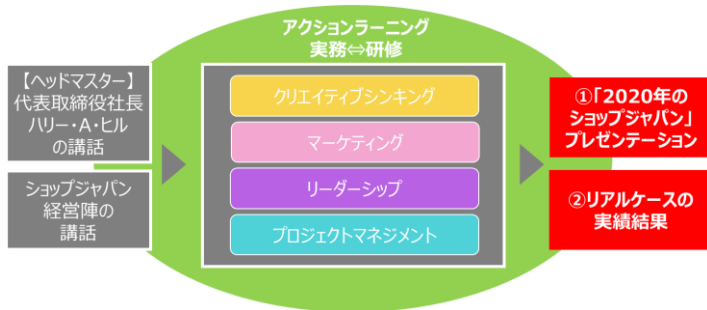 アクションラーニング
実務⇔研修
【ヘッドマスター】
代表取締役社長
ハリー・A・ヒル
の講話
ショップジャパン
経営陣の
講話
クリエイティブシンキング
マーケティング
リーダーシップ
プロジェクトマネジメント
①「2020年の
ショップジャパン」
プレゼンテーション
②リアルケースの
実績結果